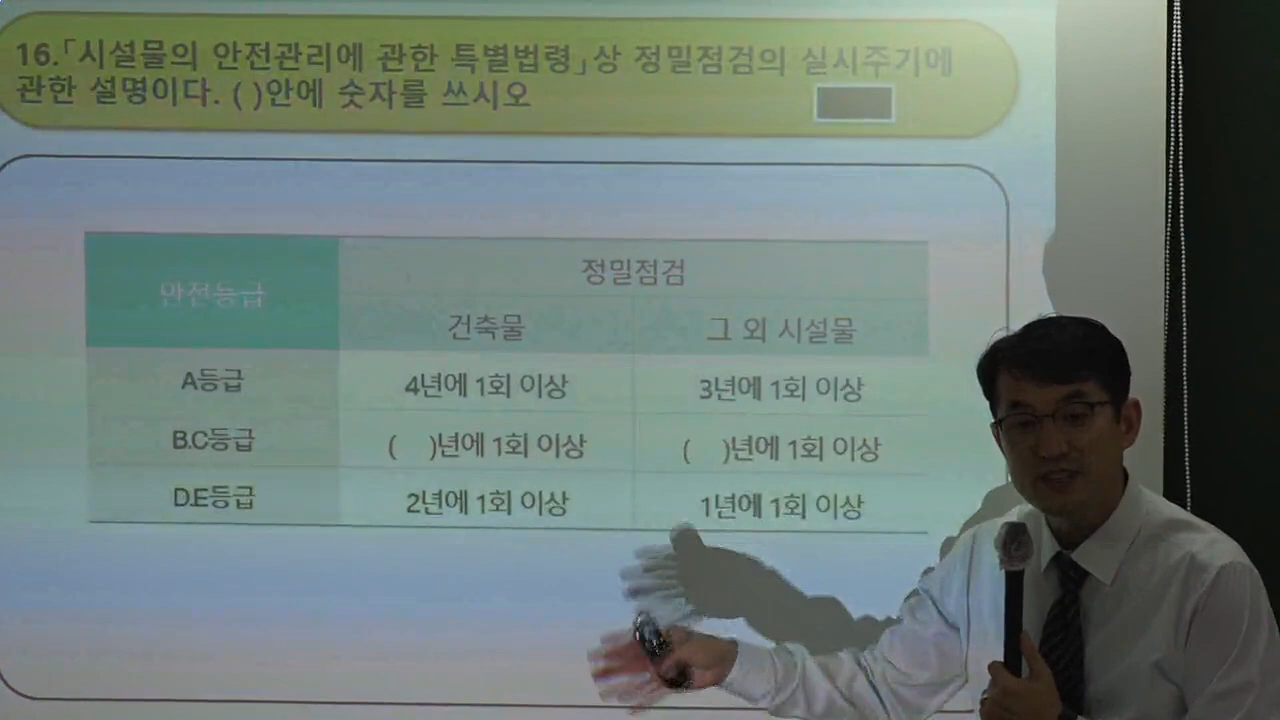 16.「시설물의 안전관리에 관한 특별법령」상 정밀점검의 실시주기에
관한 설명이다. ( )안에 숫자를 쓰시오
안전등급
정밀점검
건축물 그 외 시설물
A등급 4년에 1회 이상 3년에 1회 이상
B.C등급 ( )년에 1회 이상 ( )년에 1회 이상
D.E등급 2년에 1회 이상 1년에 1회 이상